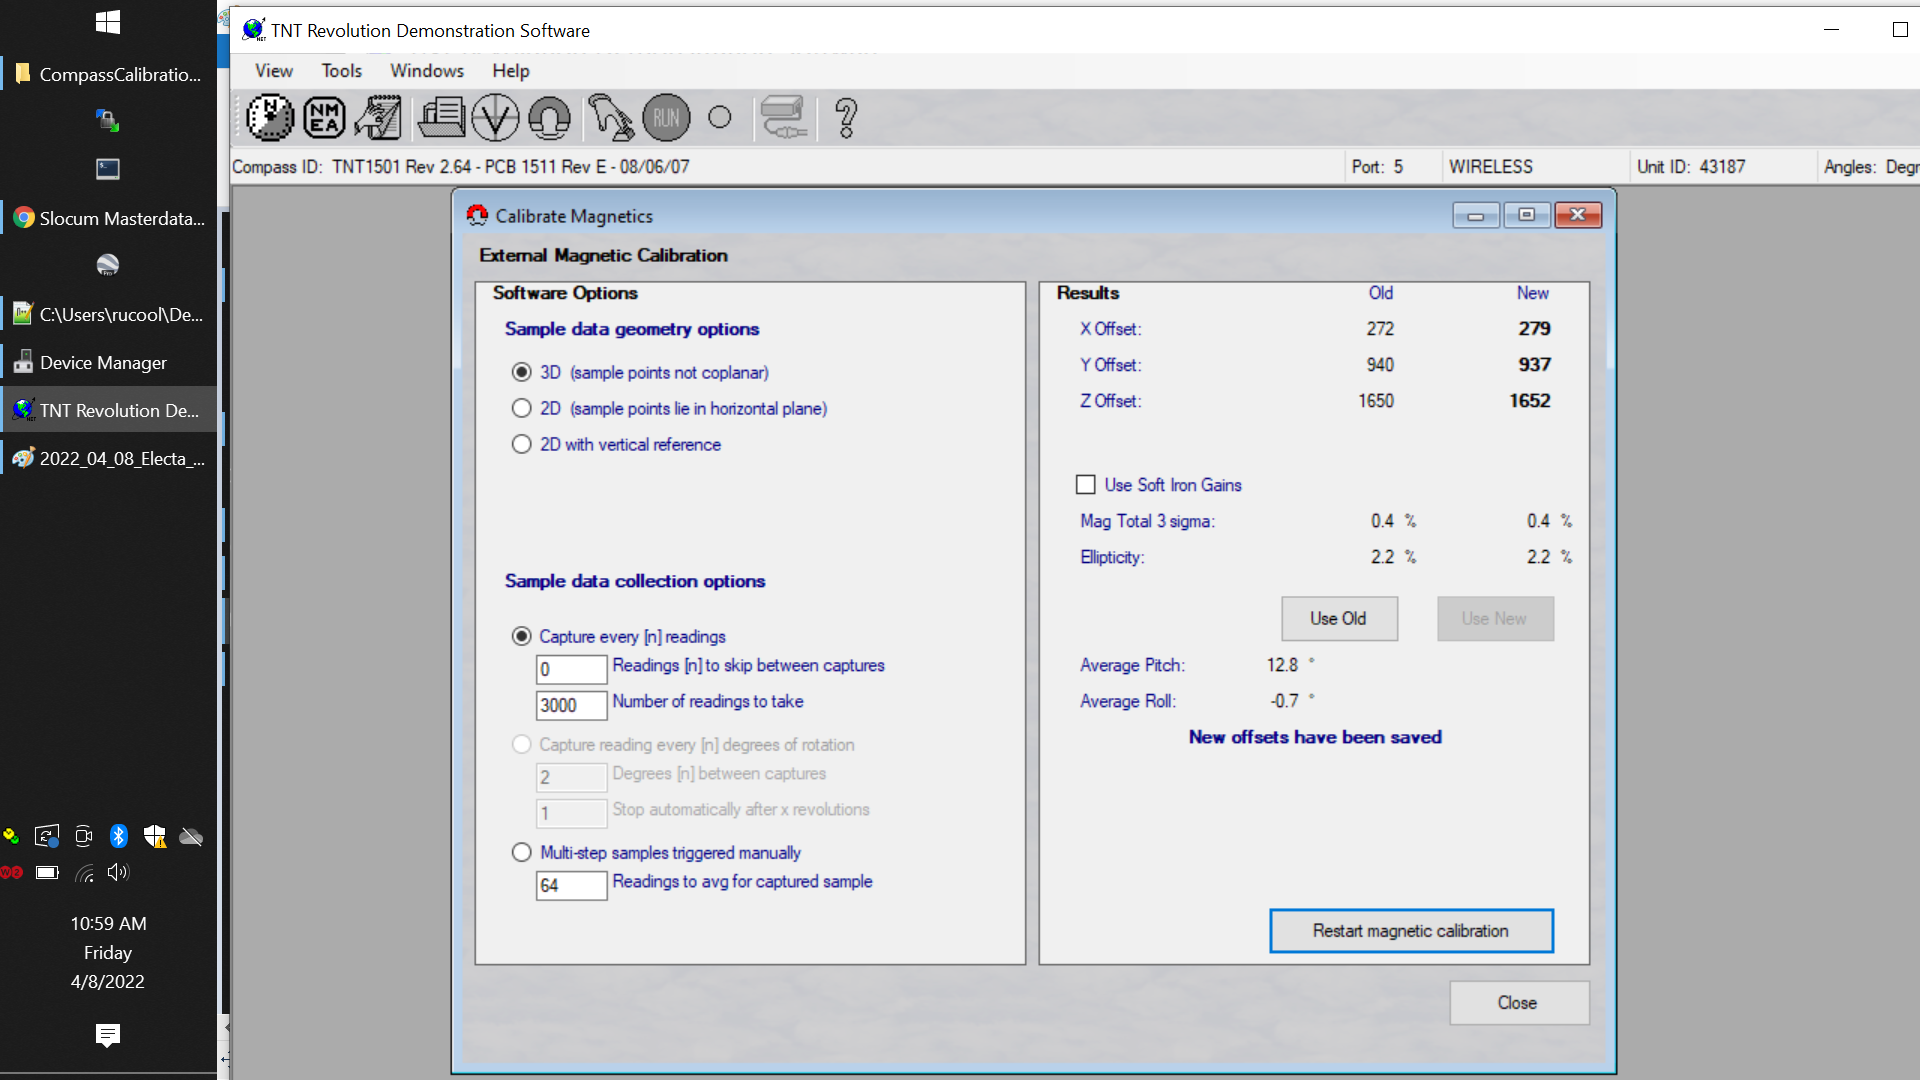 TNT Revolution Demonstration Software
View Tools Windows Help
N NMEA RUN
Compass ID: TNT1501 Rev 2.64 - PCB 1511 Rev E - 08/06/07 Port: 5 WIRELESS Unit ID: 43187 Angles: Degr
CompassCalibratio...
Slocum Masterdata...
C:\Users\rucool\De...
Device Manager
TNT Revolution De...
2022_04_08_Electa_...
10:59 AM
Friday
4/8/2022
Calibrate Magnetics
External Magnetic Calibration
Software Options
Sample data geometry options
3D (sample points not coplanar)
2D (sample points lie in horizontal plane)
2D with vertical reference
Sample data collection options
Capture every [n] readings
0 Readings [n] to skip between captures
3000 Number of readings to take
Capture reading every [n] degrees of rotation
2 Degrees [n] between captures
1 Stop automatically after x revolutions
Multi-step samples triggered manually
64 Readings to avg for captured sample
Results Old New
X Offset: 272 279
Y Offset: 940 937
Z Offset: 1650 1652
Use Soft Iron Gains
Mag Total 3 sigma: 0.4 % 0.4 %
Ellipticity: 2.2 % 2.2 %
Use Old Use New
Average Pitch: 12.8 °
Average Roll: -0.7 °
New offsets have been saved
Restart magnetic calibration
Close